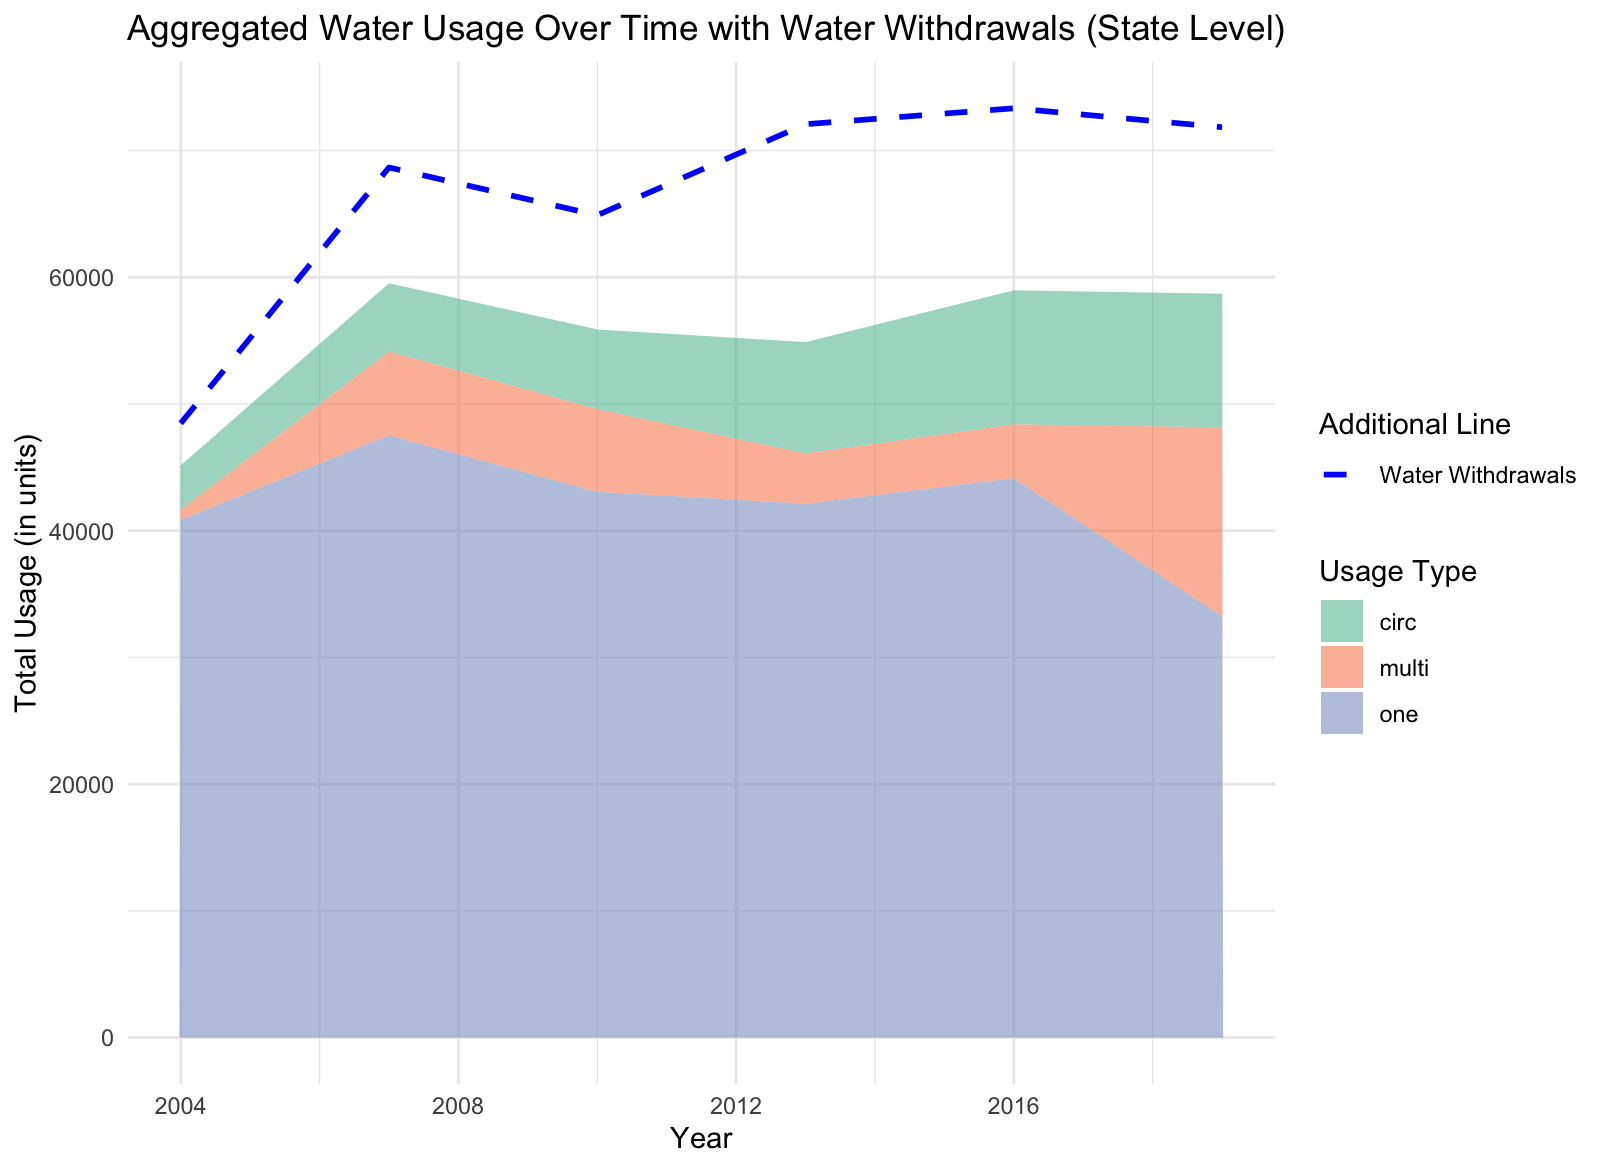 Aggregated Water Usage Over Time with Water Withdrawals (State Level)
Total Usage (in units)
60000
40000
20000
0
2004
2008
2012
2016
Year
Additional Line
Water Withdrawals
Usage Type
circ
multi
one